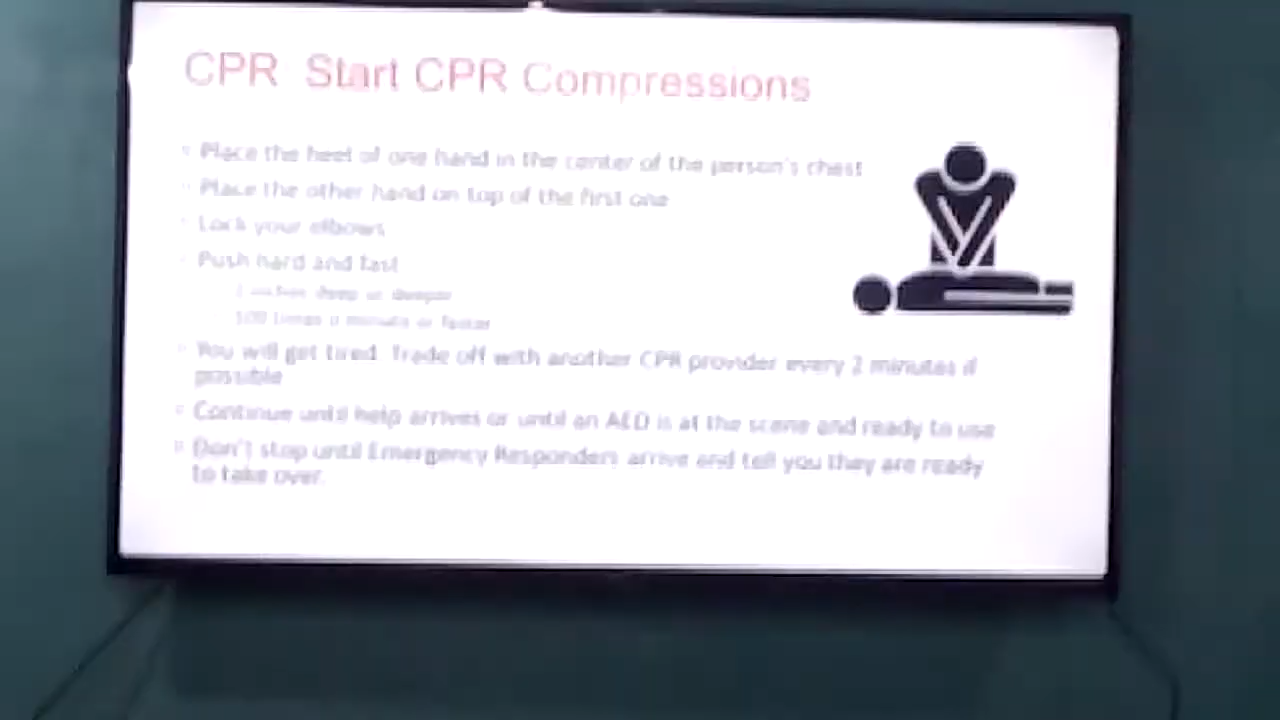 CPR Start CPR Compressions
Place the heel of one hand in the center of the person's chest
Place the other hand on top of the first one
Lock your elbows
Push hard and fast
2 inches deep or deeper
100 times a minute or faster
You will get tired. Trade off with another CPR provider every 2 minutes if
possible
Continue until help arrives or until an AED is at the scene and ready to use
Don't stop until Emergency Responders arrive and tell you they are ready
to take over.